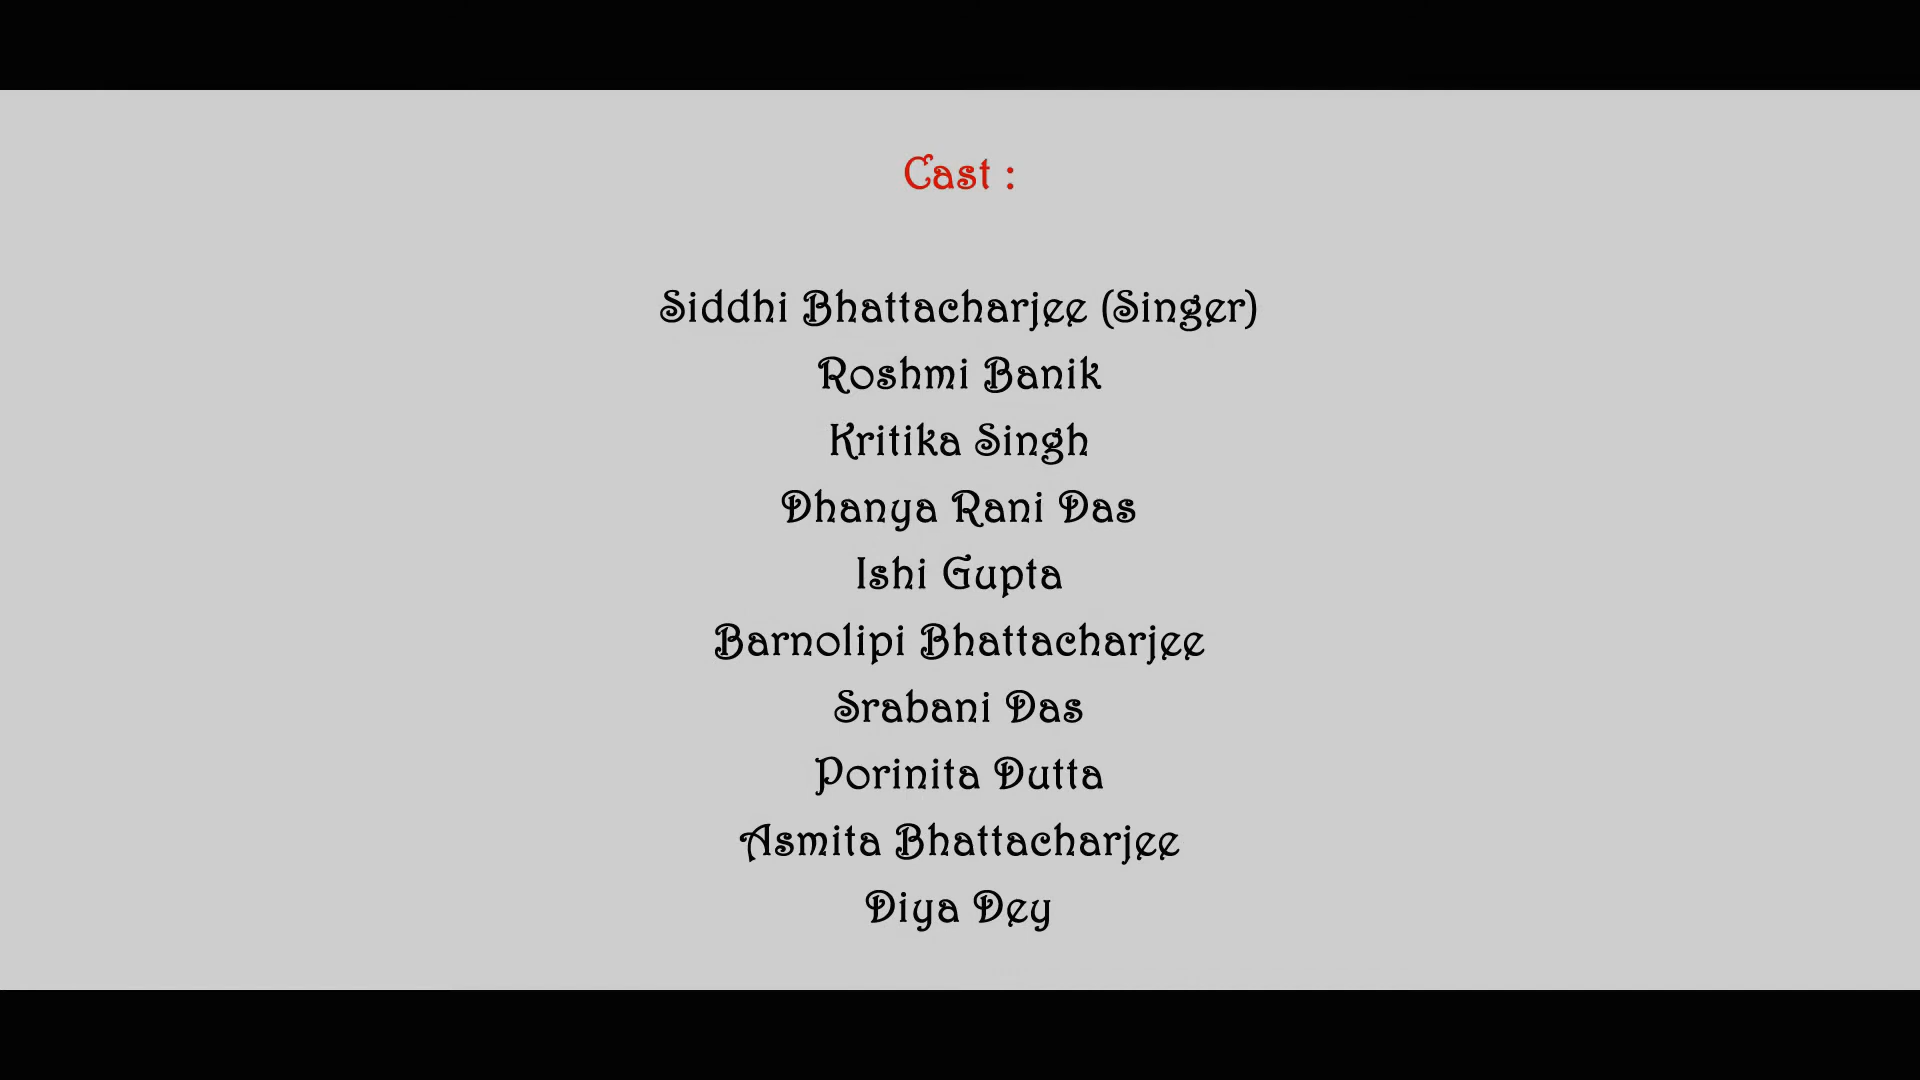 Cast :
Siddhi Bhattacharjee (Singer)
Roshmi Banik
Kritika Singh
Dhanya Rani Das
Ishi Gupta
Barnolipi Bhattacharjee
Srabani Das
Porinita Dutta
Asmita Bhattacharjee
Diya Dey